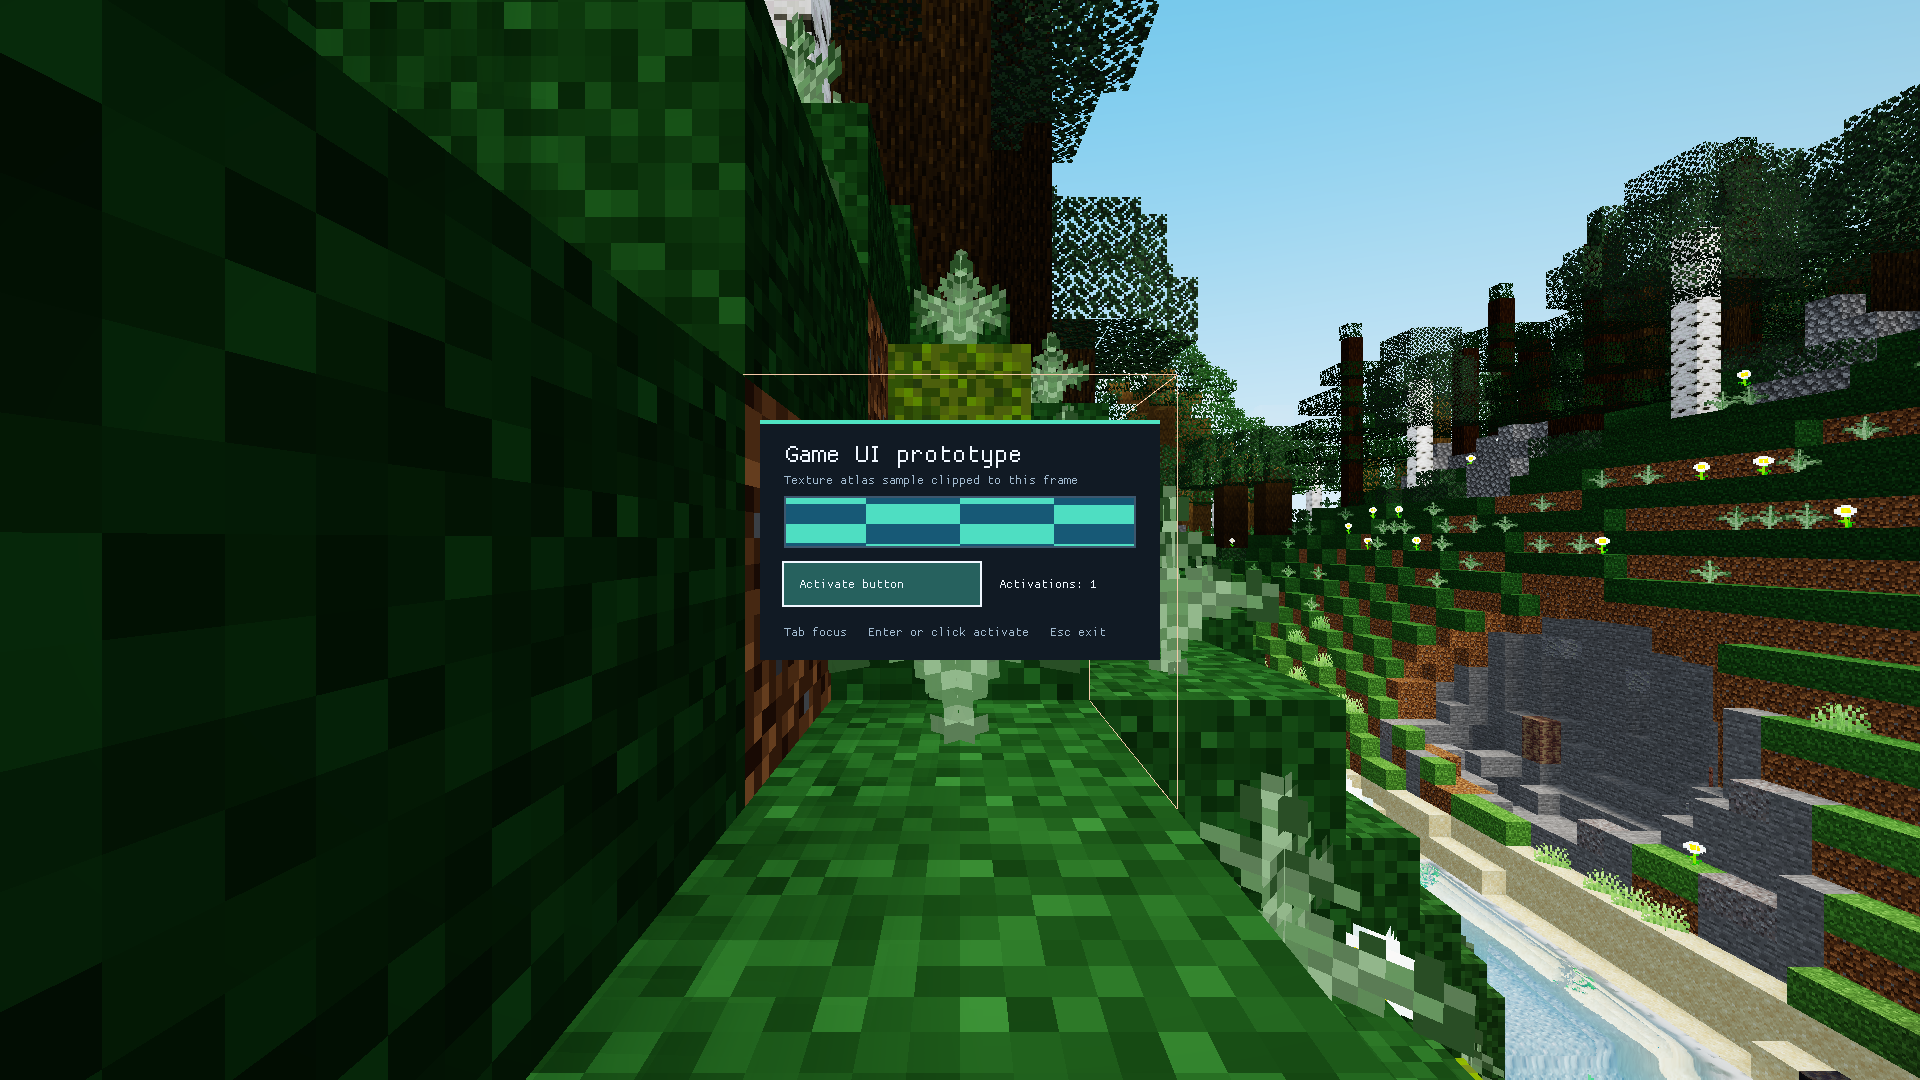 Game UI prototype
Texture atlas sample clipped to this frame
Activate button Activations: 1
Tab focus Enter or click activate Esc exit